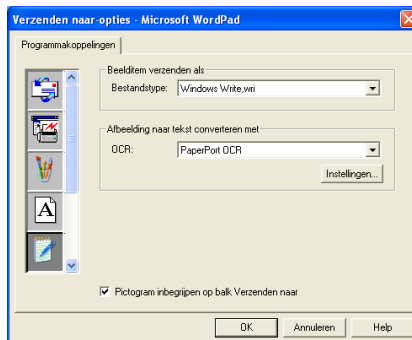 Verzenden naar-opties - Microsoft WordPad
Programmakoppelingen
Beelditem verzenden als
Bestandstype: Windows Write,wri
Afbeelding naar tekst converteren met
OCR: PaperPort OCR
Instellingen...
A
Pictogram inbegrijpen op balk Verzenden naar
OK Annuleren Help